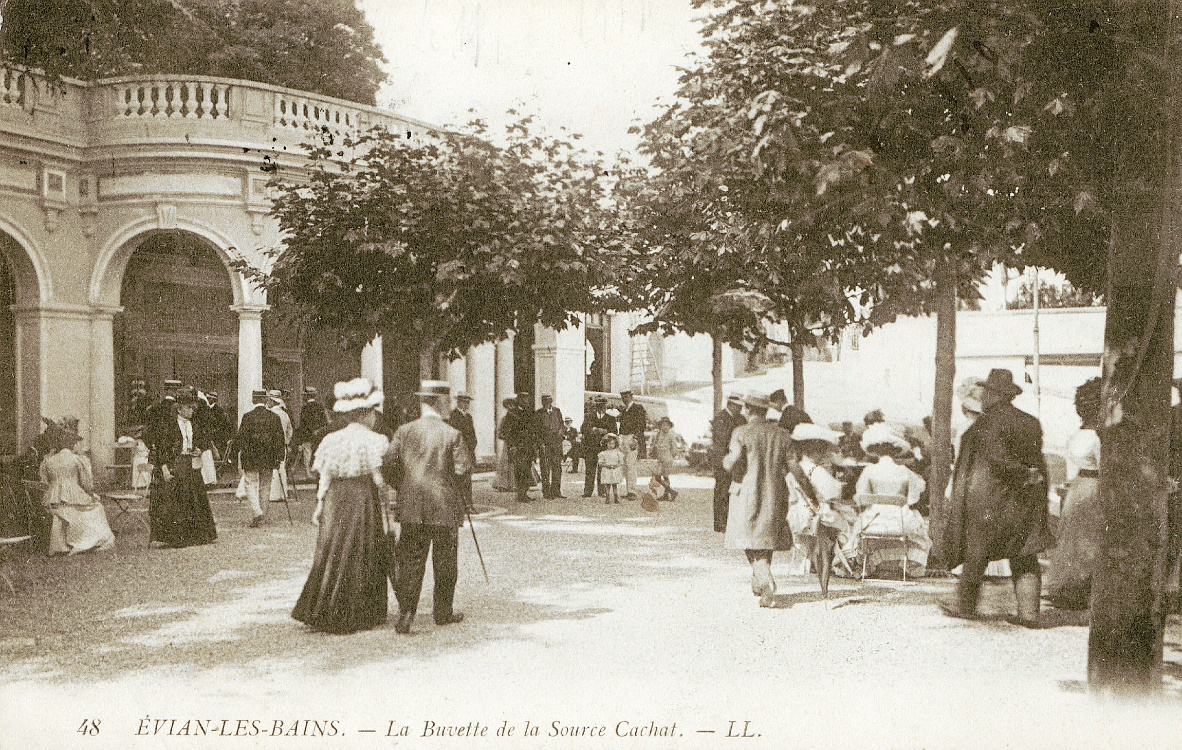 48 ÉVIAN-LES-BAINS. — La Buvette de la Source Cachat. — LL.